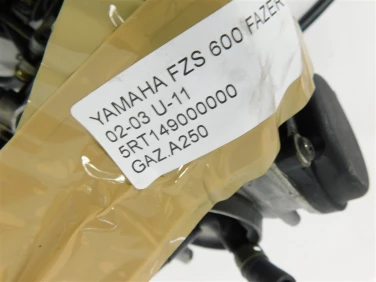 YAMAHA FZS 600 FAZER
02-03 U-11
5RT149000000
GAZ.A250